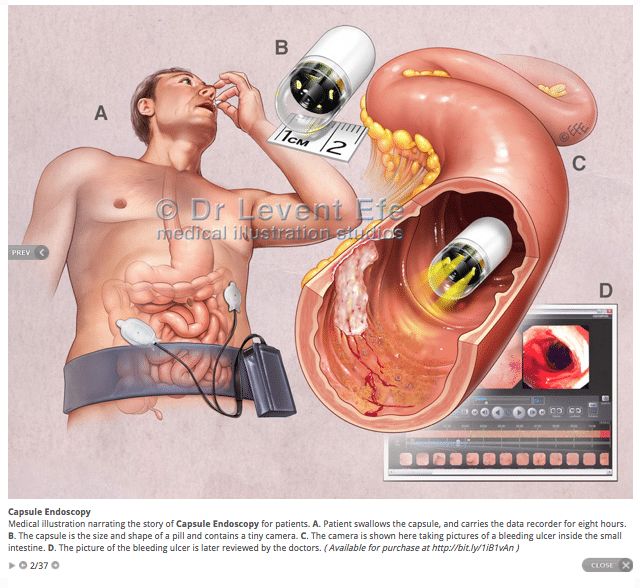 B
A
1CM 2
©EFE
C
© Dr Levent Efe
medical illustration studios
PREV
D
Capsule Endoscopy
Medical illustration narrating the story of Capsule Endoscopy for patients. A. Patient swallows the capsule, and carries the data recorder for eight hours.
B. The capsule is the size and shape of a pill and contains a tiny camera. C. The camera is shown here taking pictures of a bleeding ulcer inside the small
intestine. D. The picture of the bleeding ulcer is later reviewed by the doctors. ( Available for purchase at http://bit.ly/1iB1vAn )
2/37
CLOSE